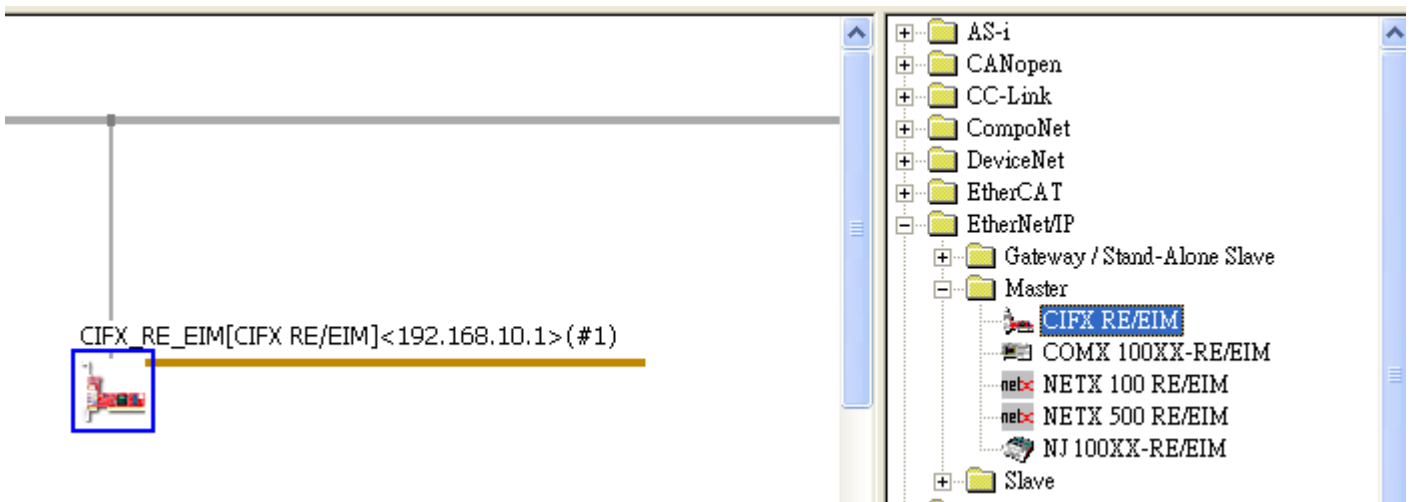 CIFX_RE_EIM[CIFX RE/EIM]<192.168.10.1>(#1)
AS-i
CANopen
CC-Link
CompoNet
DeviceNet
EtherCAT
EtherNet/IP
Gateway / Stand-Alone Slave
Master
CIFX RE/EIM
COMX 100XX-RE/EIM
netx NETX 100 RE/EIM
netx NETX 500 RE/EIM
NJ 100XX-RE/EIM
Slave